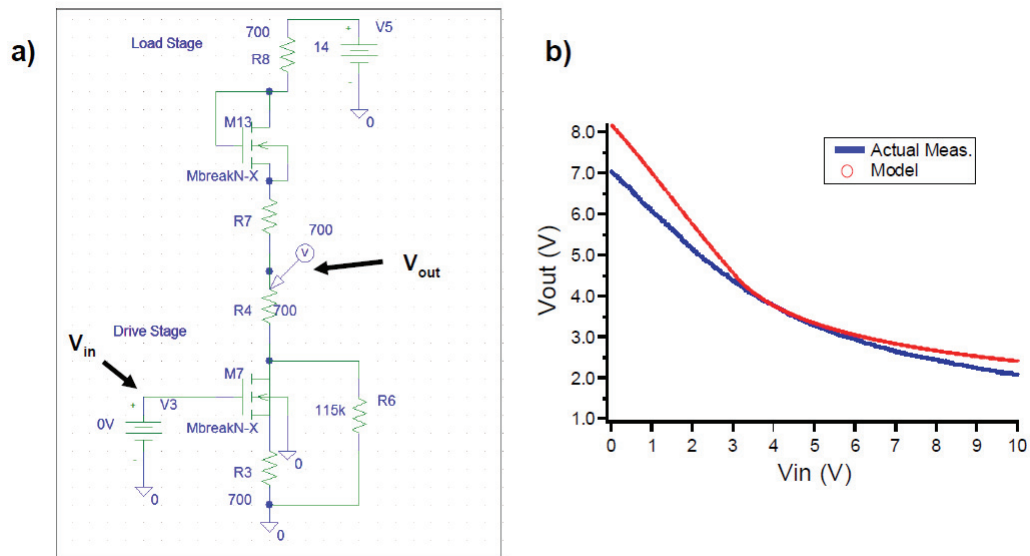 a)
Load Stage
700
R8
14
V5
0
M13
MbreakN-X
R7
700
V
Vout
R4
700
Drive Stage
Vin
M7
V3
0V
MbreakN-X
115k
R6
0
R3
700
0
0
b)
Actual Meas.
Model
8.0
7.0
6.0
5.0
4.0
3.0
2.0
1.0
Vout (V)
0 1 2 3 4 5 6 7 8 9 10
Vin (V)